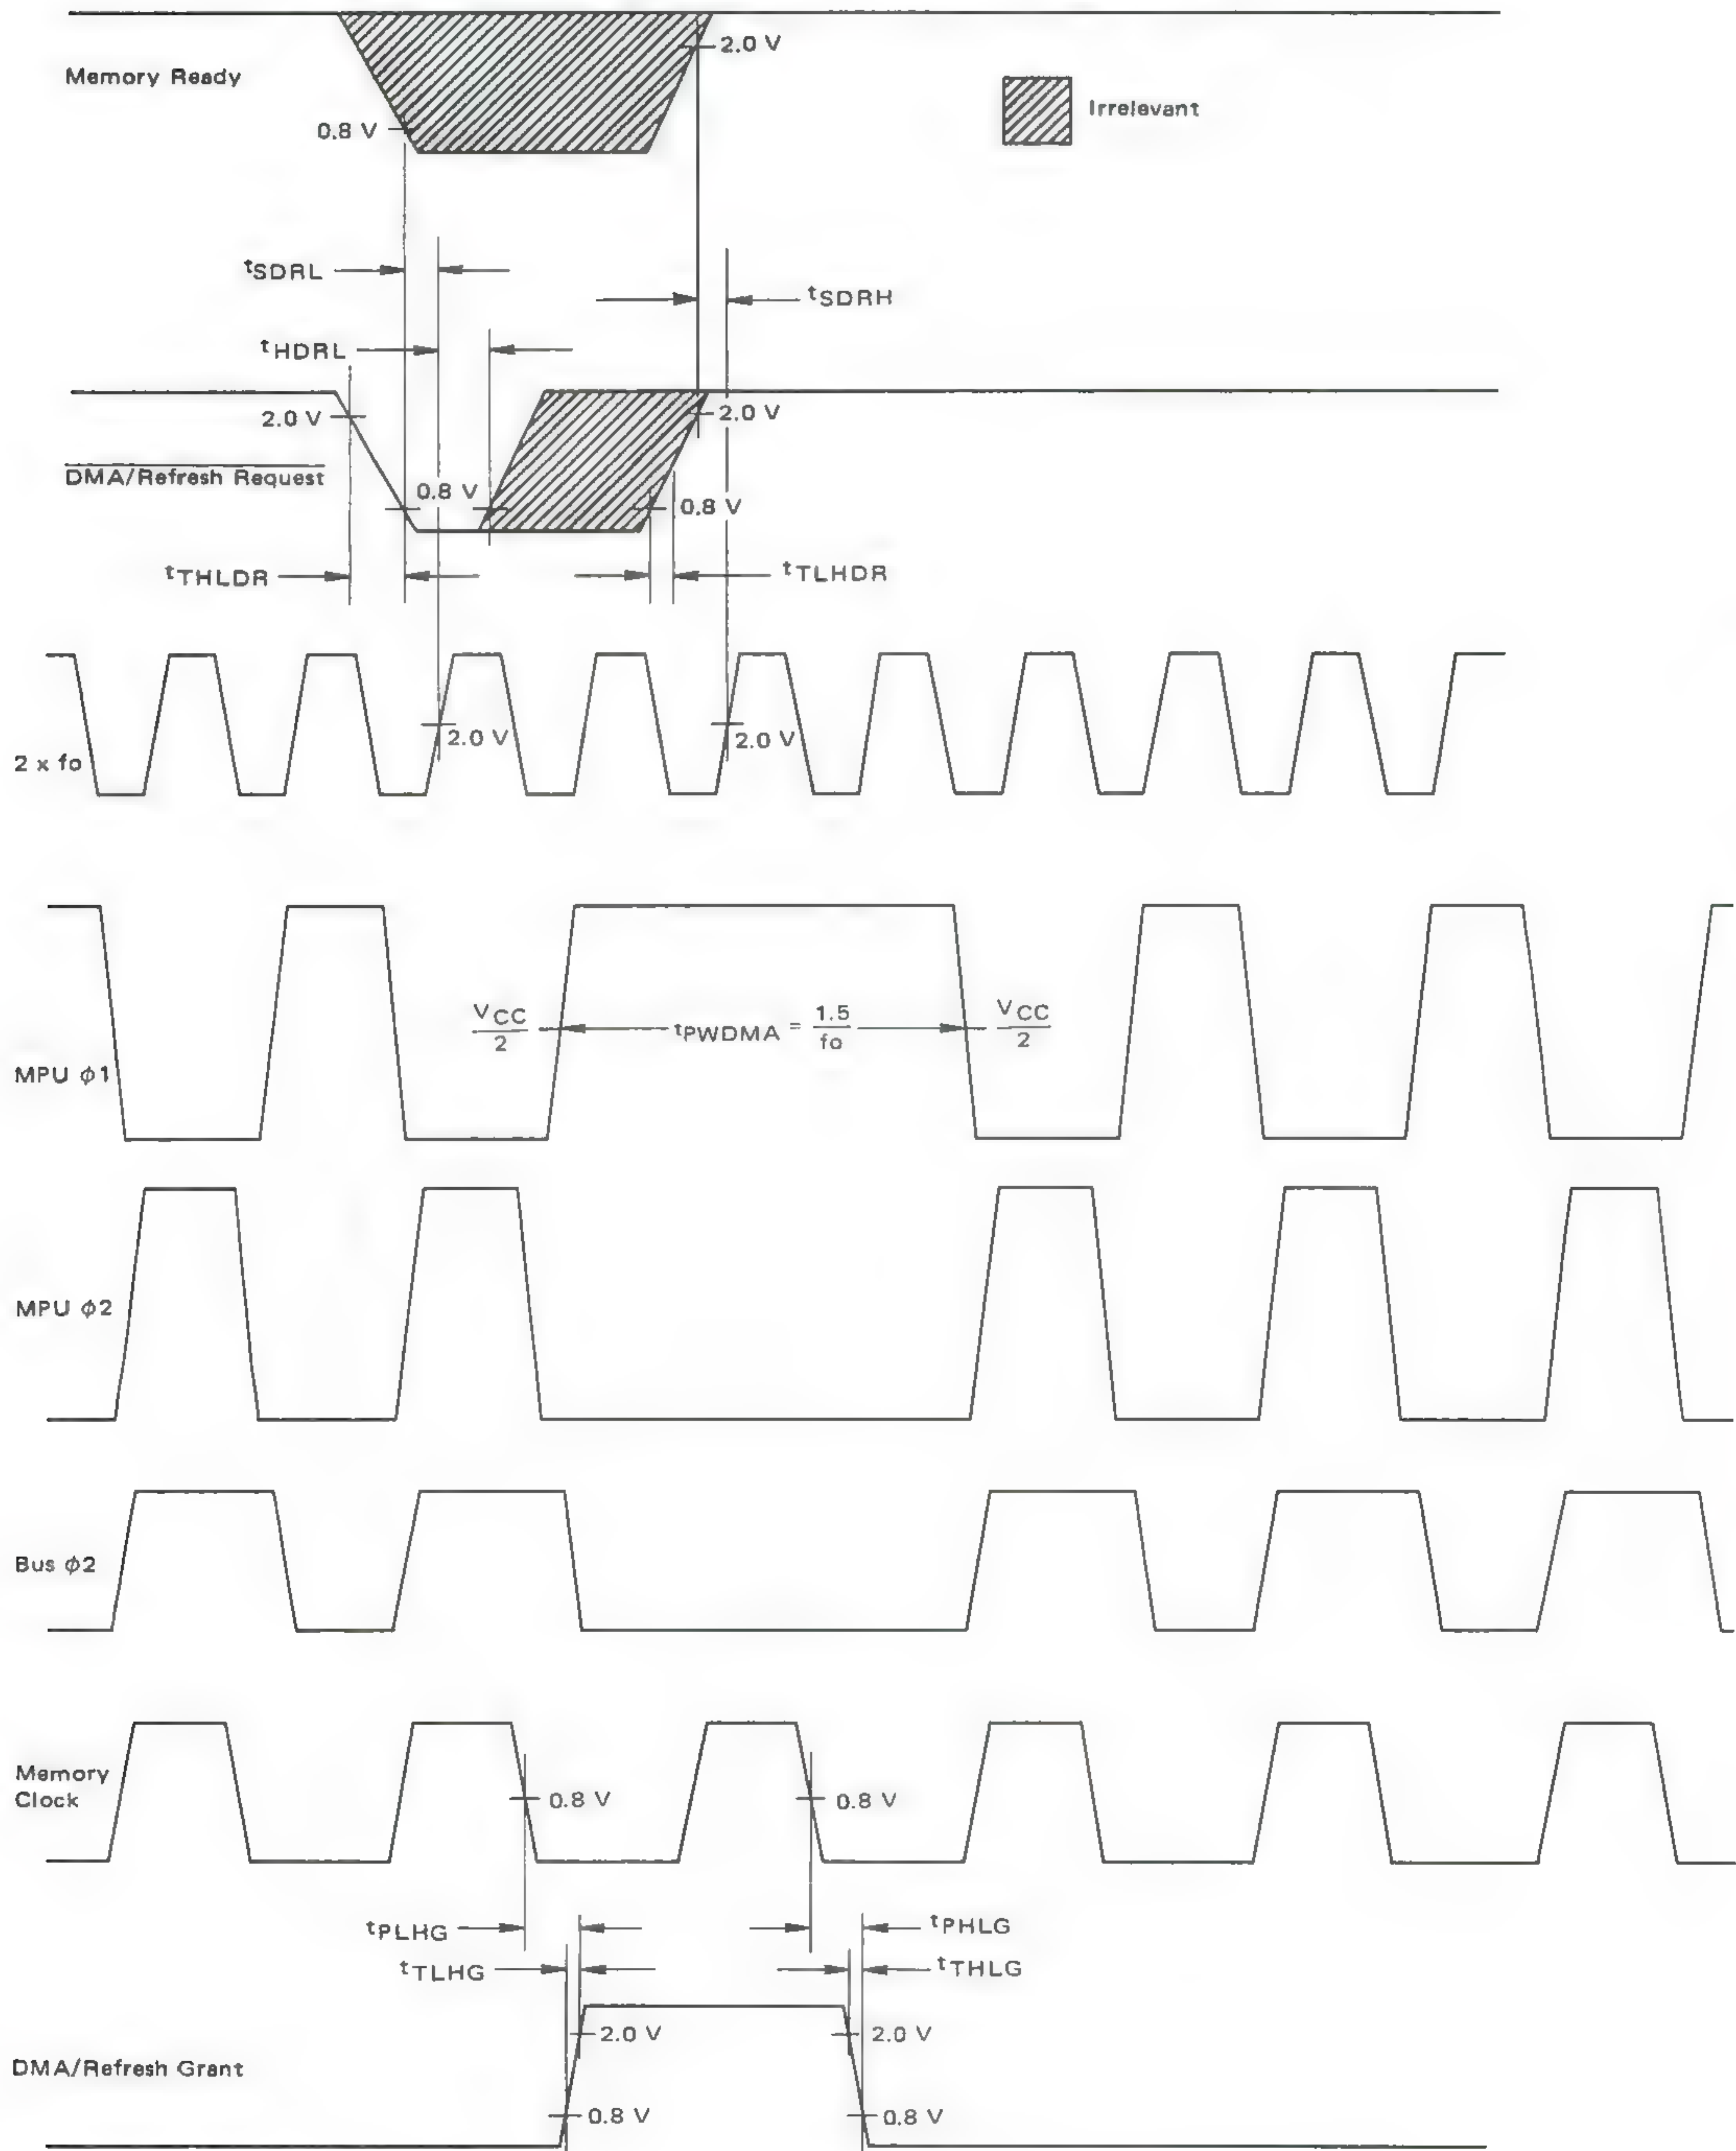 2.0 V
Memory Ready
Irrelevant
0.8 V
tSDRL
tSDRH
tHDRL
2.0 V
2.0 V
DMA/Refresh Request
0.8 V
0.8 V
tTHLDR
tTLHDR
2.0 V
2.0 V
2 x fo
VCC
2
tPWDMA = 1.5
fo
VCC
2
MPU ϕ1
MPU ϕ2
Bus ϕ2
Memory
Clock
0.8 V
0.8 V
tPLHG
tPHLG
tTLHG
tTHLG
2.0 V
2.0 V
DMA/Refresh Grant
0.8 V
0.8 V